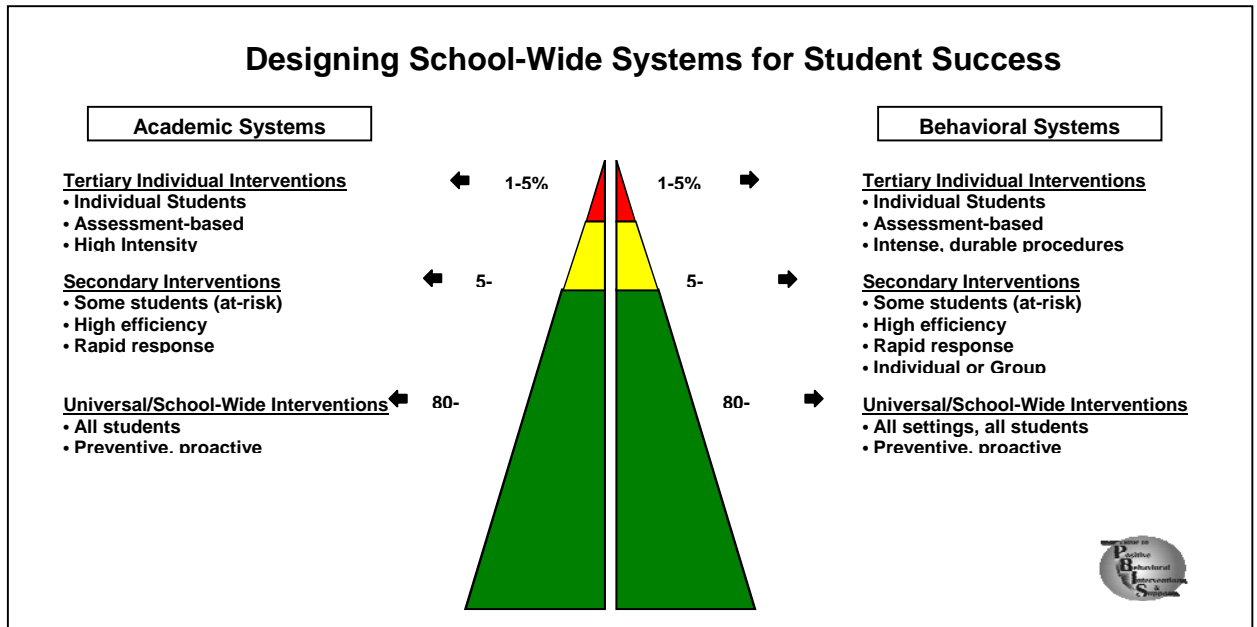 Designing School-Wide Systems for Student Success
Academic Systems
Tertiary Individual Interventions
• Individual Students
• Assessment-based
• High Intensity
1-5%
Secondary Interventions
• Some students (at-risk)
• High efficiency
• Rapid response
5-
Universal/School-Wide Interventions
• All students
• Preventive, proactive
80-
Behavioral Systems
1-5%
Tertiary Individual Interventions
• Individual Students
• Assessment-based
• Intense, durable procedures
5-
Secondary Interventions
• Some students (at-risk)
• High efficiency
• Rapid response
• Individual or Group
80-
Universal/School-Wide Interventions
• All settings, all students
• Preventive, proactive
Positive
Behavioral
Interventions
&